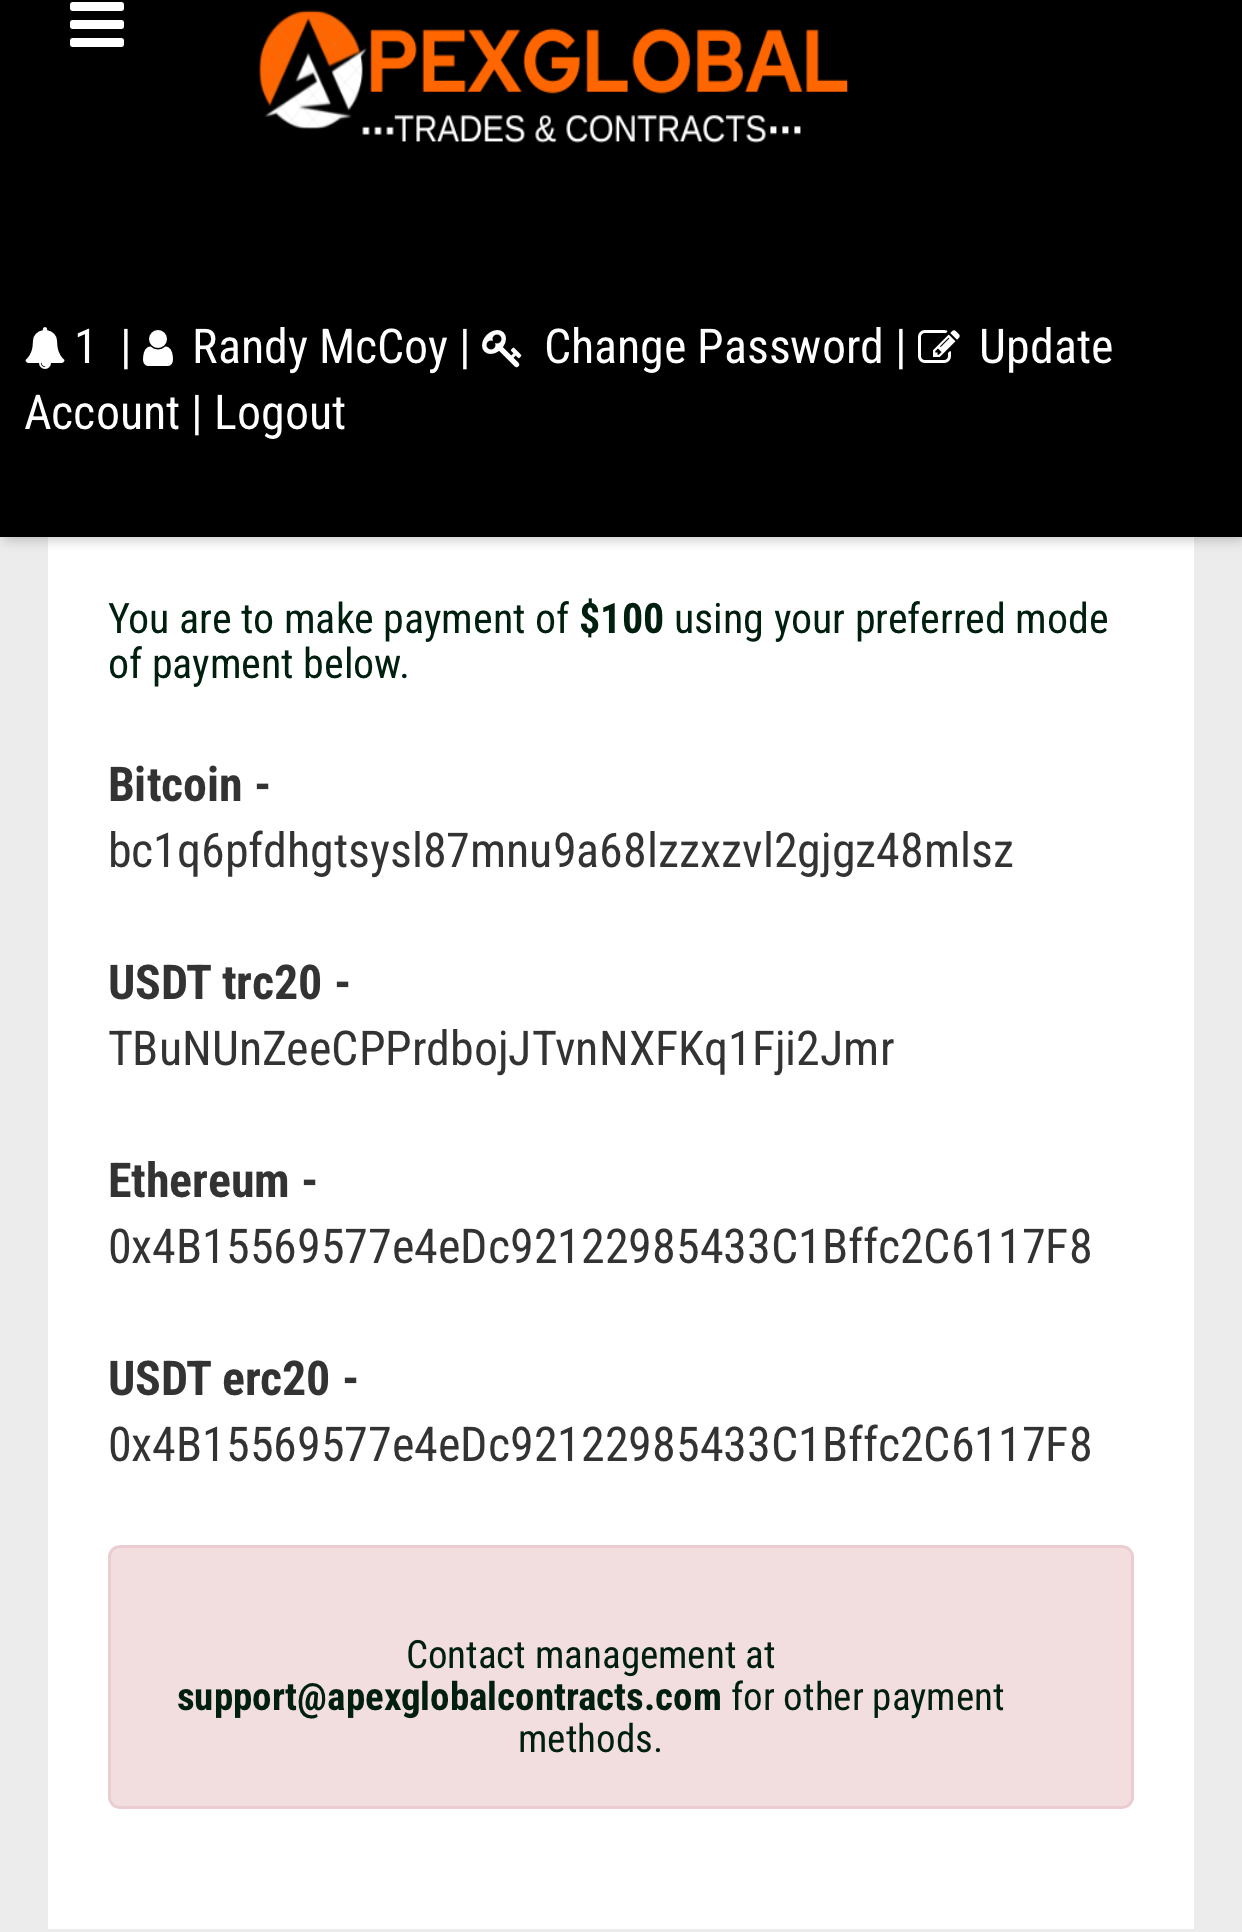 APEXGLOBAL
...TRADES & CONTRACTS...
1 | Randy McCoy | Change Password | Update
Account | Logout
You are to make payment of $100 using your preferred mode
of payment below.
Bitcoin -
bc1q6pfdhgtsysl87mnu9a68lzzxzvl2gjgz48mlsz
USDT trc20 -
TBuNUnZeeCPPrdbojJTvnNXFKq1Fji2Jmr
Ethereum -
0x4B15569577e4eDc92122985433C1Bffc2C6117F8
USDT erc20 -
0x4B15569577e4eDc92122985433C1Bffc2C6117F8
Contact management at
support@apexglobalcontracts.com for other payment
methods.